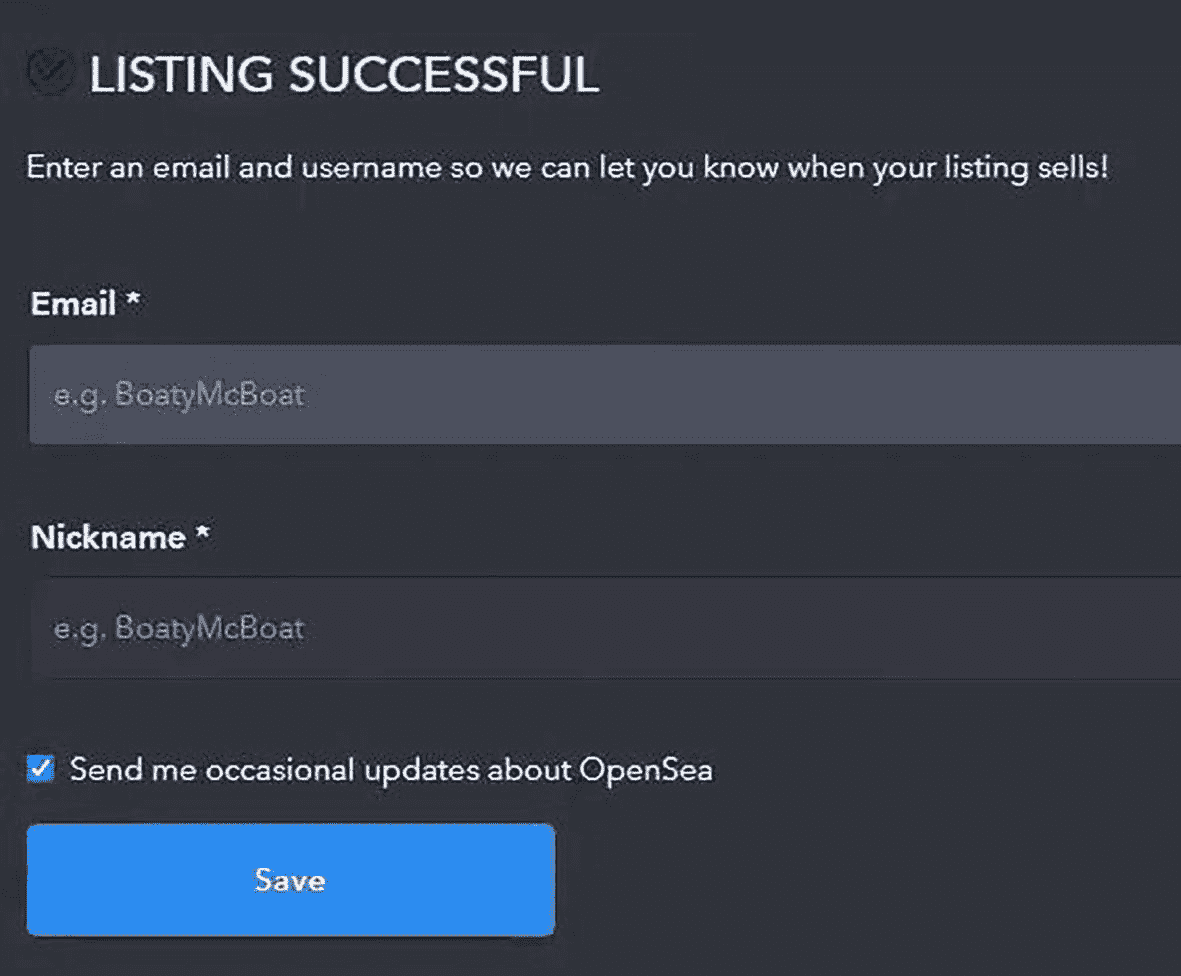 LISTING SUCCESSFUL
Enter an email and username so we can let you know when your listing sells!
Email *
e.g. BoatyMcBoat
Nickname *
e.g. BoatyMcBoat
Send me occasional updates about OpenSea
Save